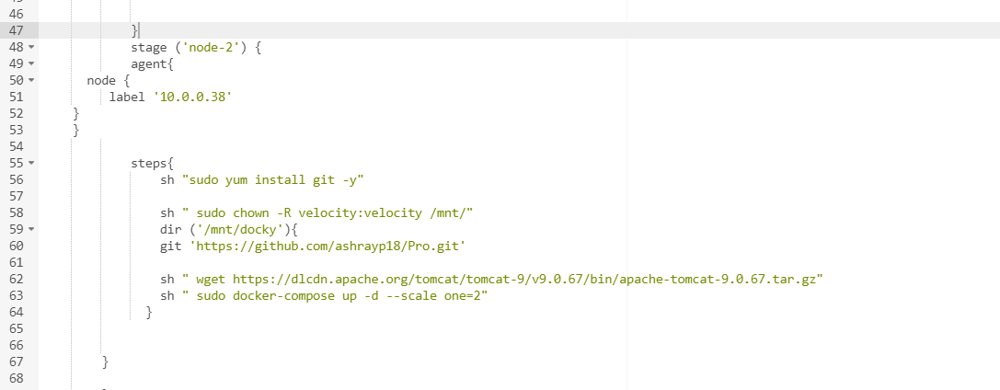 46
47 }
48 stage ('node-2') {
49 agent{
50 node {
51 label '10.0.0.38'
52 }
53 }
54
55 steps{
56 sh "sudo yum install git -y"
57
58 sh " sudo chown -R velocity:velocity /mnt/"
59 dir ('/mnt/docky'){
60 git 'https://github.com/ashrayp18/Pro.git'
61
62 sh " wget https://dlcdn.apache.org/tomcat/tomcat-9/v9.0.67/bin/apache-tomcat-9.0.67.tar.gz"
63 sh " sudo docker-compose up -d --scale one=2"
64 }
65
66
67 }
68